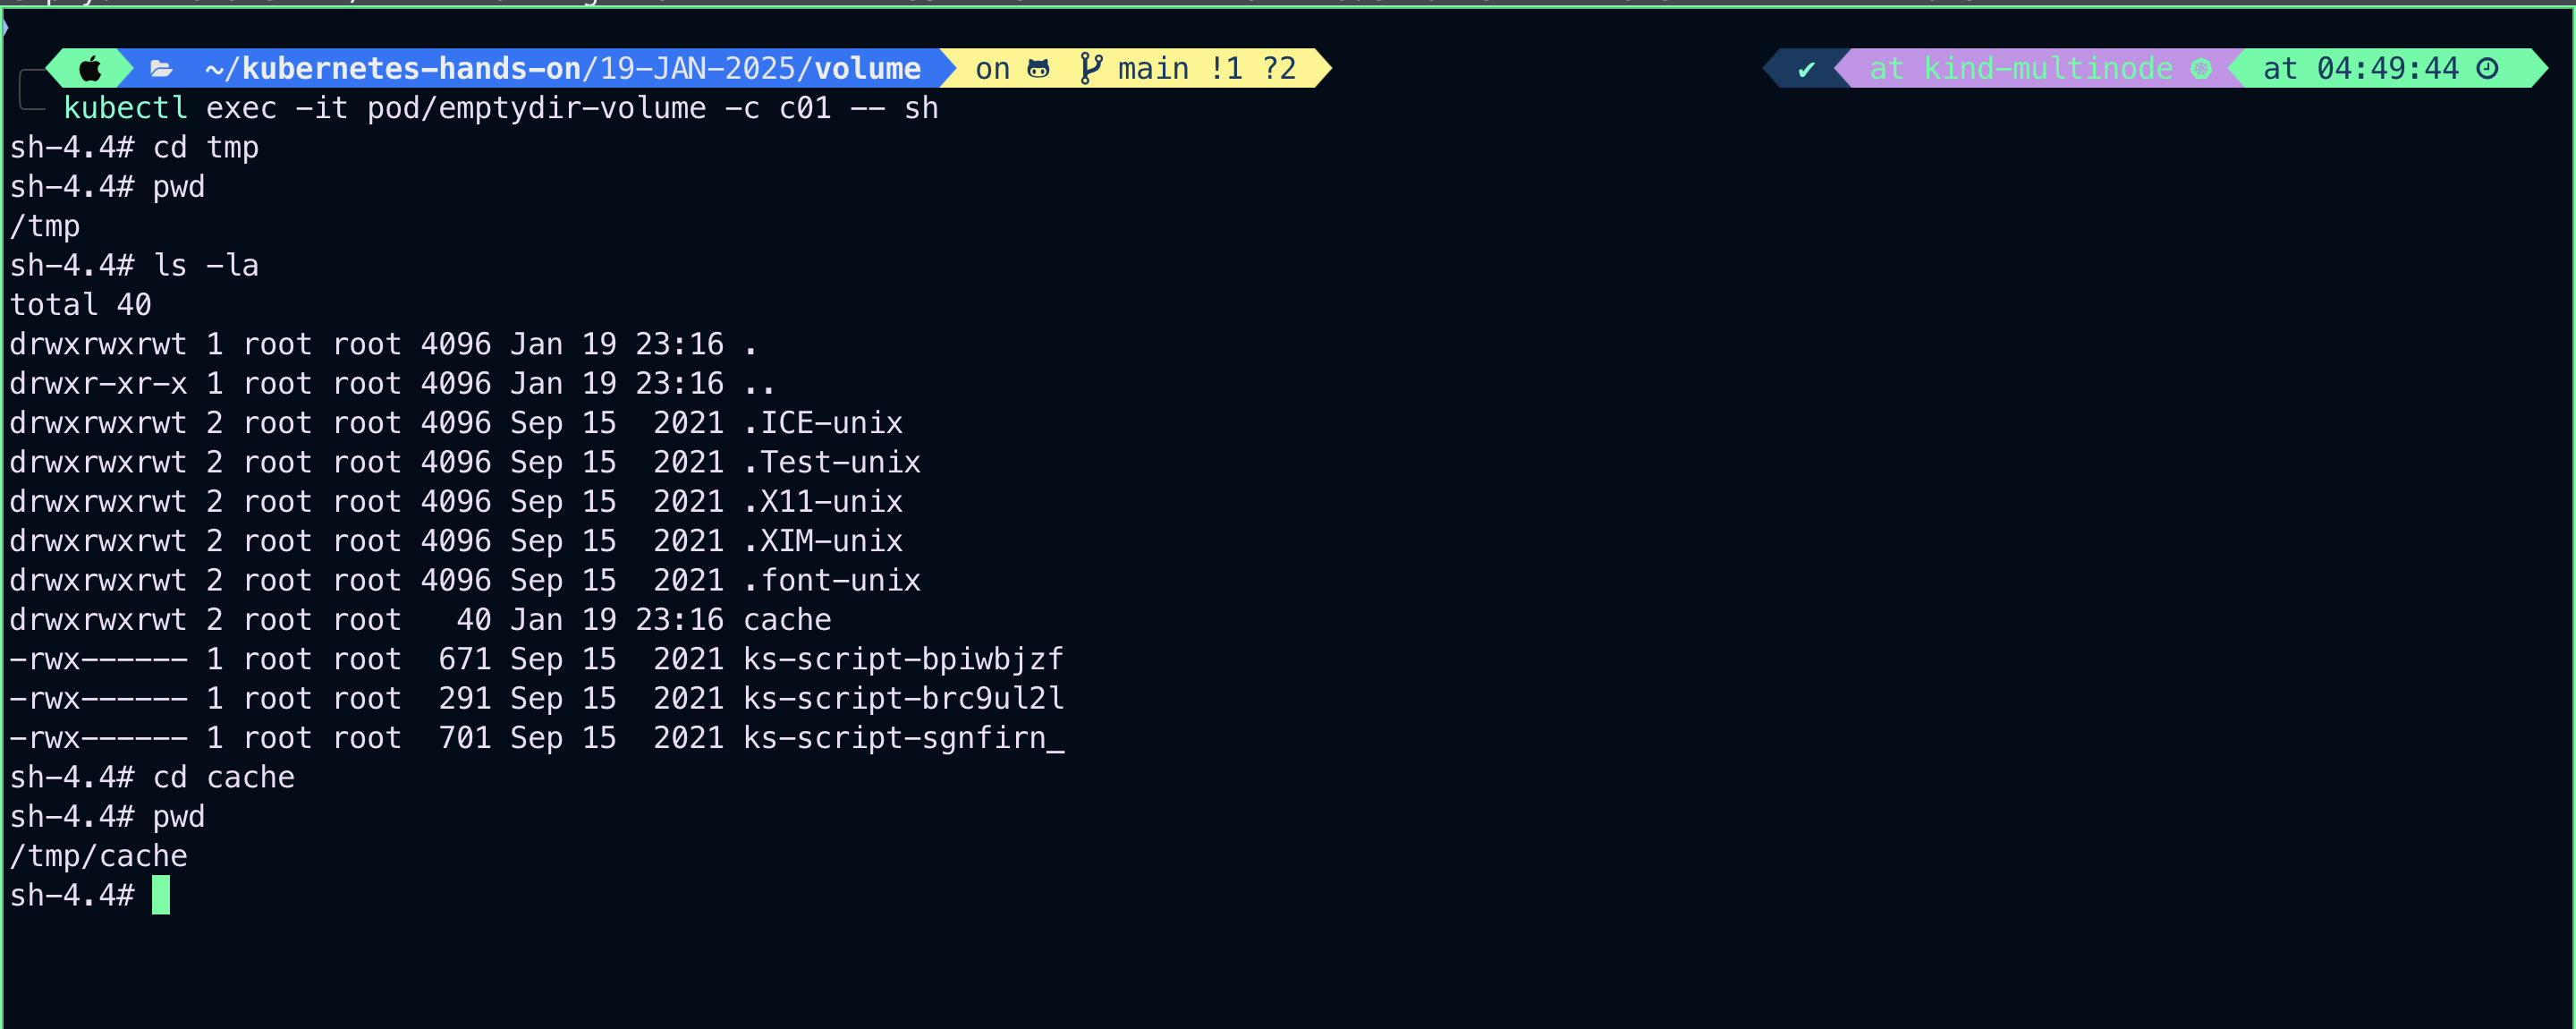 ~/kubernetes-hands-on/19-JAN-2025/volume on main !1 ?2 ✔ at kind-multinode at 04:49:44
kubectl exec -it pod/emptydir-volume -c c01 -- sh
sh-4.4# cd tmp
sh-4.4# pwd
/tmp
sh-4.4# ls -la
total 40
drwxrwxrwt 1 root root 4096 Jan 19 23:16 .
drwxr-xr-x 1 root root 4096 Jan 19 23:16 ..
drwxrwxrwt 2 root root 4096 Sep 15  2021 .ICE-unix
drwxrwxrwt 2 root root 4096 Sep 15  2021 .Test-unix
drwxrwxrwt 2 root root 4096 Sep 15  2021 .X11-unix
drwxrwxrwt 2 root root 4096 Sep 15  2021 .XIM-unix
drwxrwxrwt 2 root root 4096 Sep 15  2021 .font-unix
drwxrwxrwt 2 root root   40 Jan 19 23:16 cache
-rwx------ 1 root root  671 Sep 15  2021 ks-script-bpiwbjzf
-rwx------ 1 root root  291 Sep 15  2021 ks-script-brc9ul2l
-rwx------ 1 root root  701 Sep 15  2021 ks-script-sgnfirn_
sh-4.4# cd cache
sh-4.4# pwd
/tmp/cache
sh-4.4#